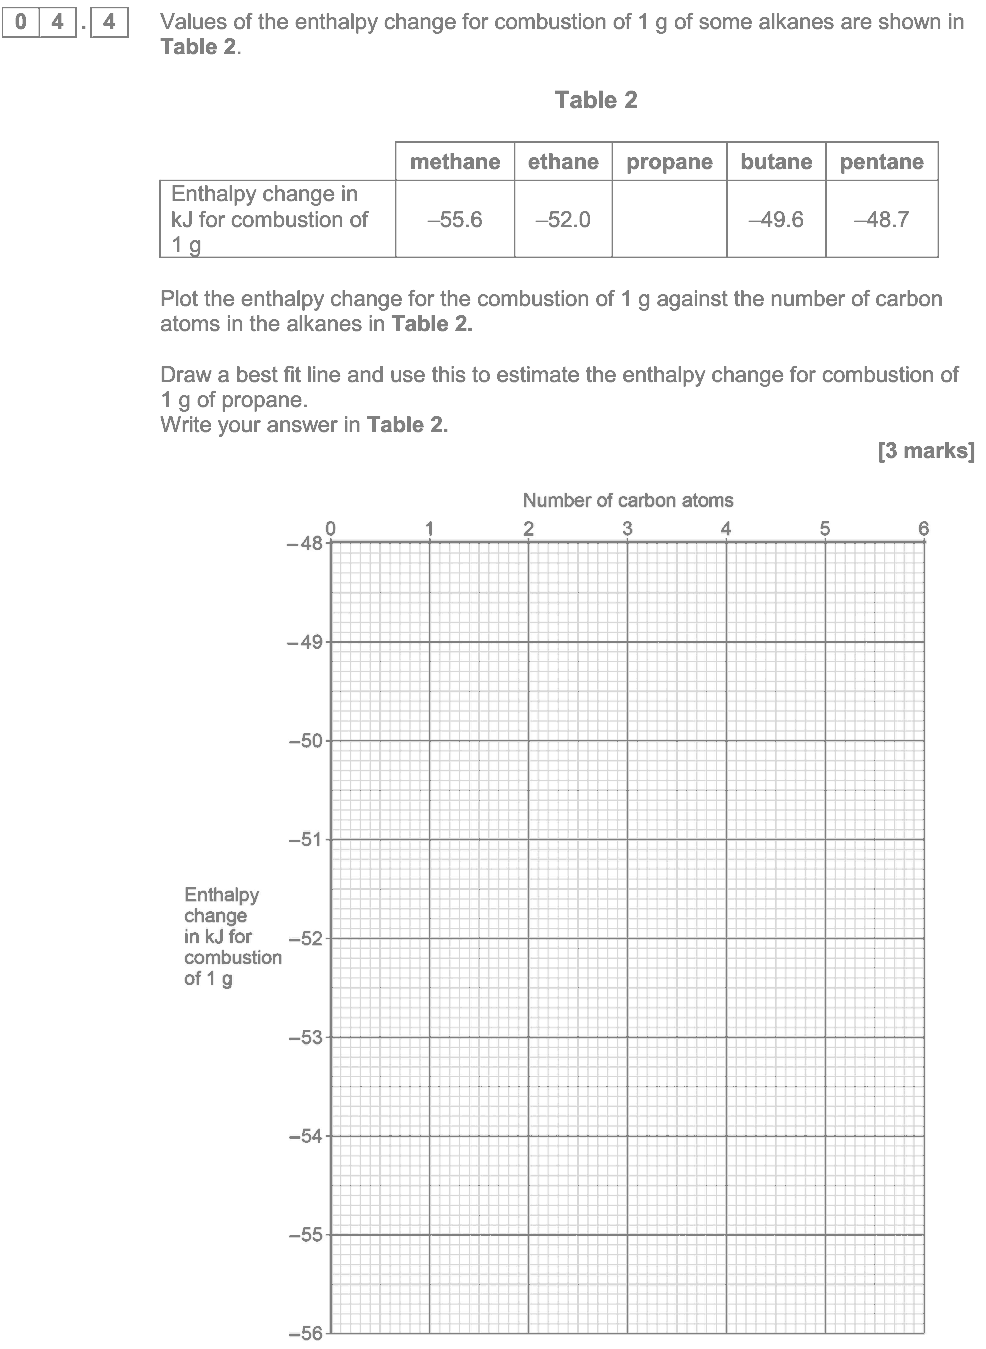 0 4 . 4 Values of the enthalpy change for combustion of 1 g of some alkanes are shown in
Table 2.
Table 2
methane ethane propane butane pentane
Enthalpy change in
kJ for combustion of
1 g
–55.6 –52.0 –49.6 –48.7
Plot the enthalpy change for the combustion of 1 g against the number of carbon
atoms in the alkanes in Table 2.
Draw a best fit line and use this to estimate the enthalpy change for combustion of
1 g of propane.
Write your answer in Table 2.
[3 marks]
Number of carbon atoms
0 1 2 3 4 5 6
–48
–49
–50
–51
Enthalpy
change
in kJ for
combustion
of 1 g
–52
–53
–54
–55
–56